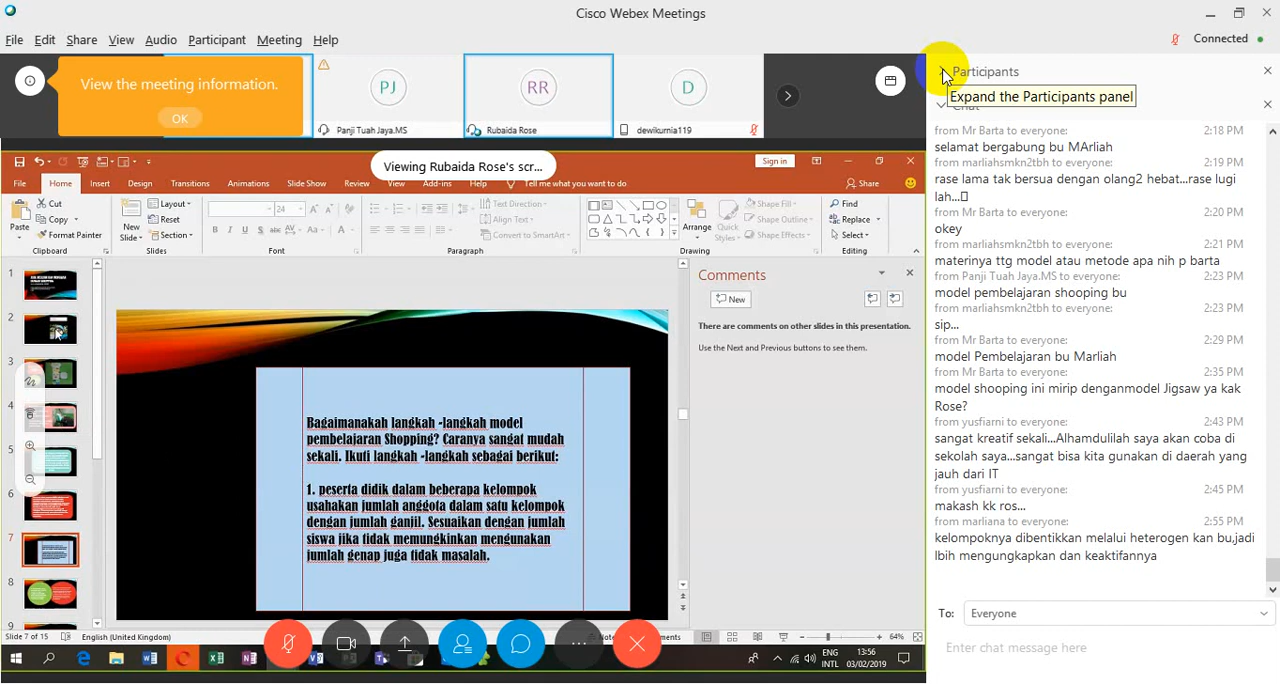 Cisco Webex Meetings
File Edit Share View Audio Participant Meeting Help
Connected
View the meeting information.
OK
PJ
Panji Tuah Jaya.MS
RR
Rubaida Rose
D
dewikurnia119
Viewing Rubaida Rose's scr...
Sign in
File Home Insert Design Transitions Animations Slide Show Review View Add-ins Help Tell me what you want to do
Share
Paste
Cut
Copy
Format Painter
Clipboard
New Slide
Layout
Reset
Section
Slides
24
B I U S abc AV Aa A
Font
Text Direction
Align Text
Convert to SmartArt
Paragraph
Arrange
Quick Styles
Shape Fill
Shape Outline
Shape Effects
Drawing
Find
Replace
Select
Editing
1
2
3
4
5
6
7
8
9
Bagaimanakah langkah -langkah model
pembelajaran Shopping? Caranya sangat mudah
sekali. Ikuti langkah -langkah sebagai berikut:
1. peserta didik dalam beberapa kelompok
usahakan jumlah anggota dalam satu kelompok
dengan jumlah ganjil. Sesuaikan dengan jumlah
siswa jika tidak memungkinkan mengunakan
jumlah genap juga tidak masalah.
Comments
New
There are comments on other slides in this presentation.
Use the Next and Previous buttons to see them.
Slide 7 of 15 English (United Kingdom)
64%
ENG
INTL
13:56
03/02/2019
Participants
Expand the Participants panel
Chat
from Mr Barta to everyone: 2:18 PM
selamat bergabung bu MArliah
from marliahsmkn2tbh to everyone: 2:19 PM
rase lama tak bersua dengan olang2 hebat...rase lugi
lah...
from Mr Barta to everyone: 2:20 PM
okey
from marliahsmkn2tbh to everyone: 2:21 PM
materinya ttg model atau metode apa nih p barta
from Panji Tuah Jaya.MS to everyone: 2:23 PM
model pembelajaran shooping bu
from marliahsmkn2tbh to everyone: 2:23 PM
sip...
from Mr Barta to everyone: 2:29 PM
model Pembelajaran bu Marliah
from Mr Barta to everyone: 2:35 PM
model shooping ini mirip denganmodel Jigsaw ya kak
Rose?
from yusfiarni to everyone: 2:43 PM
sangat kreatif sekali...Alhamdulilah saya akan coba di
sekolah saya...sangat bisa kita gunakan di daerah yang
jauh dari IT
from yusfiarni to everyone: 2:45 PM
makash kk ros...
from marliana to everyone: 2:55 PM
kelompoknya dibentikkan melalui heterogen kan bu,jadi
lbih mengungkapkan dan keaktifannya
To: Everyone
Enter chat message here